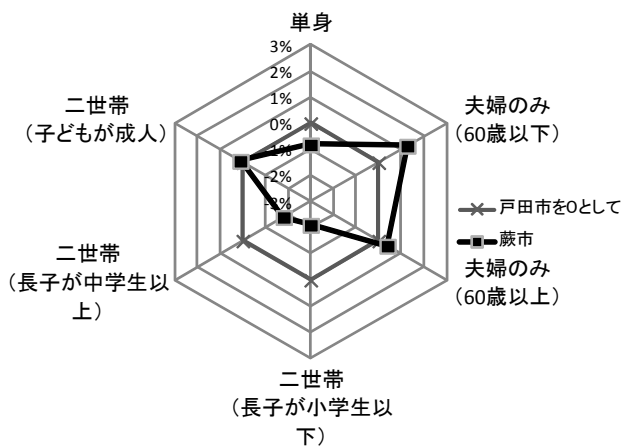 単身
3%
2%
1%
0%
-1%
-2%
-3%
夫婦のみ
(60歳以下)
夫婦のみ
(60歳以上)
二世帯
(長子が小学生以
下)
二世帯
(長子が中学生以
上)
二世帯
(子どもが成人)
戸田市を0として
蕨市